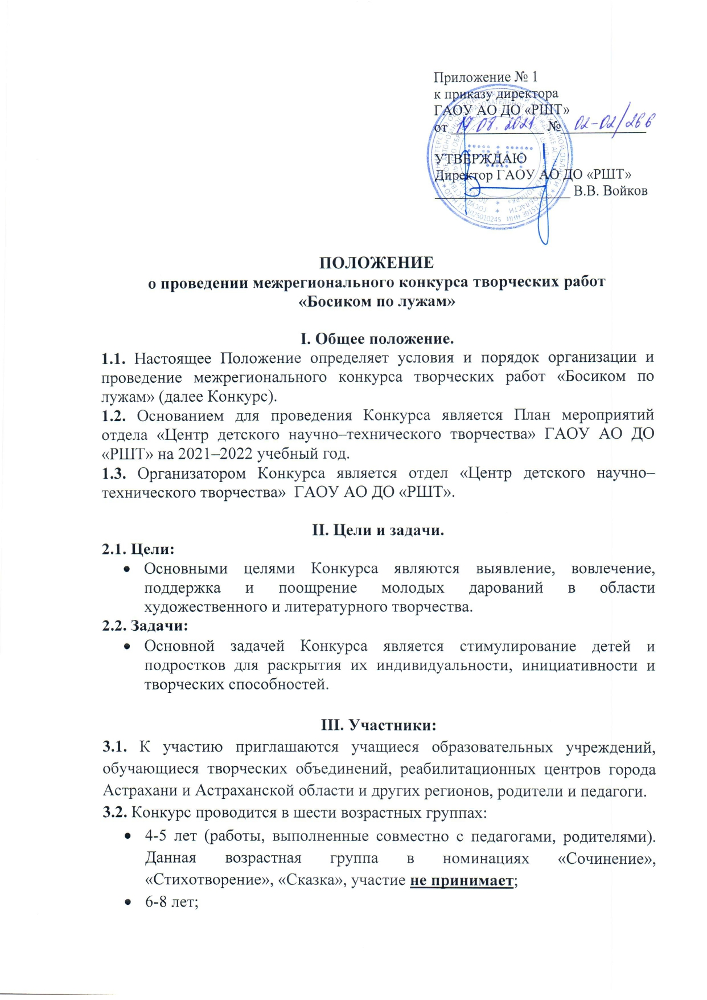 Приложение № 1
к приказу директора
ГАОУ АО ДО «РШТ»
от 17.08.2021 № 02-02/266
УТВЕРЖДАЮ
Директор ГАОУ АО ДО «РШТ»
В.В. Войков
ПОЛОЖЕНИЕ
о проведении межрегионального конкурса творческих работ
«Босиком по лужам»
I. Общее положение.
1.1. Настоящее Положение определяет условия и порядок организации и
проведение межрегионального конкурса творческих работ «Босиком по
лужам» (далее Конкурс).
1.2. Основанием для проведения Конкурса является План мероприятий
отдела «Центр детского научно–технического творчества» ГАОУ АО ДО
«РШТ» на 2021–2022 учебный год.
1.3. Организатором Конкурса является отдел «Центр детского научно–
технического творчества» ГАОУ АО ДО «РШТ».
II. Цели и задачи.
2.1. Цели:
• Основными целями Конкурса являются выявление, вовлечение,
поддержка и поощрение молодых дарований в области
художественного и литературного творчества.
2.2. Задачи:
• Основной задачей Конкурса является стимулирование детей и
подростков для раскрытия их индивидуальности, инициативности и
творческих способностей.
III. Участники:
3.1. К участию приглашаются учащиеся образовательных учреждений,
обучающиеся творческих объединений, реабилитационных центров города
Астрахани и Астраханской области и других регионов, родители и педагоги.
3.2. Конкурс проводится в шести возрастных группах:
• 4-5 лет (работы, выполненные совместно с педагогами, родителями).
Данная возрастная группа в номинациях «Сочинение»,
«Стихотворение», «Сказка», участие не принимает;
• 6-8 лет;